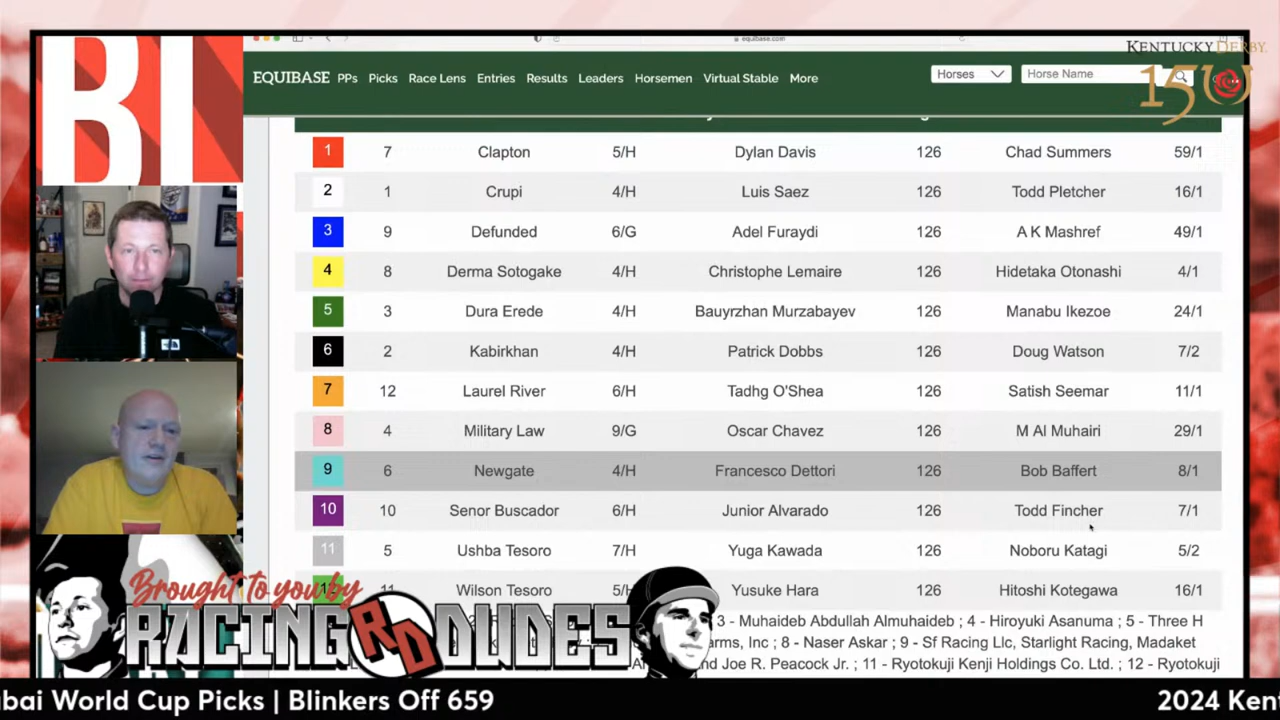 BL
equibase.com
KENTUCKY DERBY
150
EQUIBASE PPs Picks Race Lens Entries Results Leaders Horsemen Virtual Stable More Horses Horse Name
1 7 Clapton 5/H Dylan Davis 126 Chad Summers 59/1
2 1 Crupi 4/H Luis Saez 126 Todd Pletcher 16/1
3 9 Defunded 6/G Adel Furaydi 126 A K Mashref 49/1
4 8 Derma Sotogake 4/H Christophe Lemaire 126 Hidetaka Otonashi 4/1
5 3 Dura Erede 4/H Bauyrzhan Murzabayev 126 Manabu Ikezoe 24/1
6 2 Kabirkhan 4/H Patrick Dobbs 126 Doug Watson 7/2
7 12 Laurel River 6/H Tadhg O'Shea 126 Satish Seemar 11/1
8 4 Military Law 9/G Oscar Chavez 126 M Al Muhairi 29/1
9 6 Newgate 4/H Francesco Dettori 126 Bob Baffert 8/1
10 10 Senor Buscador 6/H Junior Alvarado 126 Todd Fincher 7/1
11 5 Ushba Tesoro 7/H Yuga Kawada 126 Noboru Katagi 5/2
11 Wilson Tesoro 5/H Yusuke Hara 126 Hitoshi Kotegawa 16/1
Brought to you by
RACING RD DUDES
3 - Muhaideb Abdullah Almuhaideb ; 4 - Hiroyuki Asanuma ; 5 - Three H
arms, Inc ; 8 - Naser Askar ; 9 - Sf Racing Llc, Starlight Racing, Madaket
nd Joe R. Peacock Jr. ; 11 - Ryotokuji Kenji Holdings Co. Ltd. ; 12 - Ryotokuji
bai World Cup Picks | Blinkers Off 659 2024 Ken